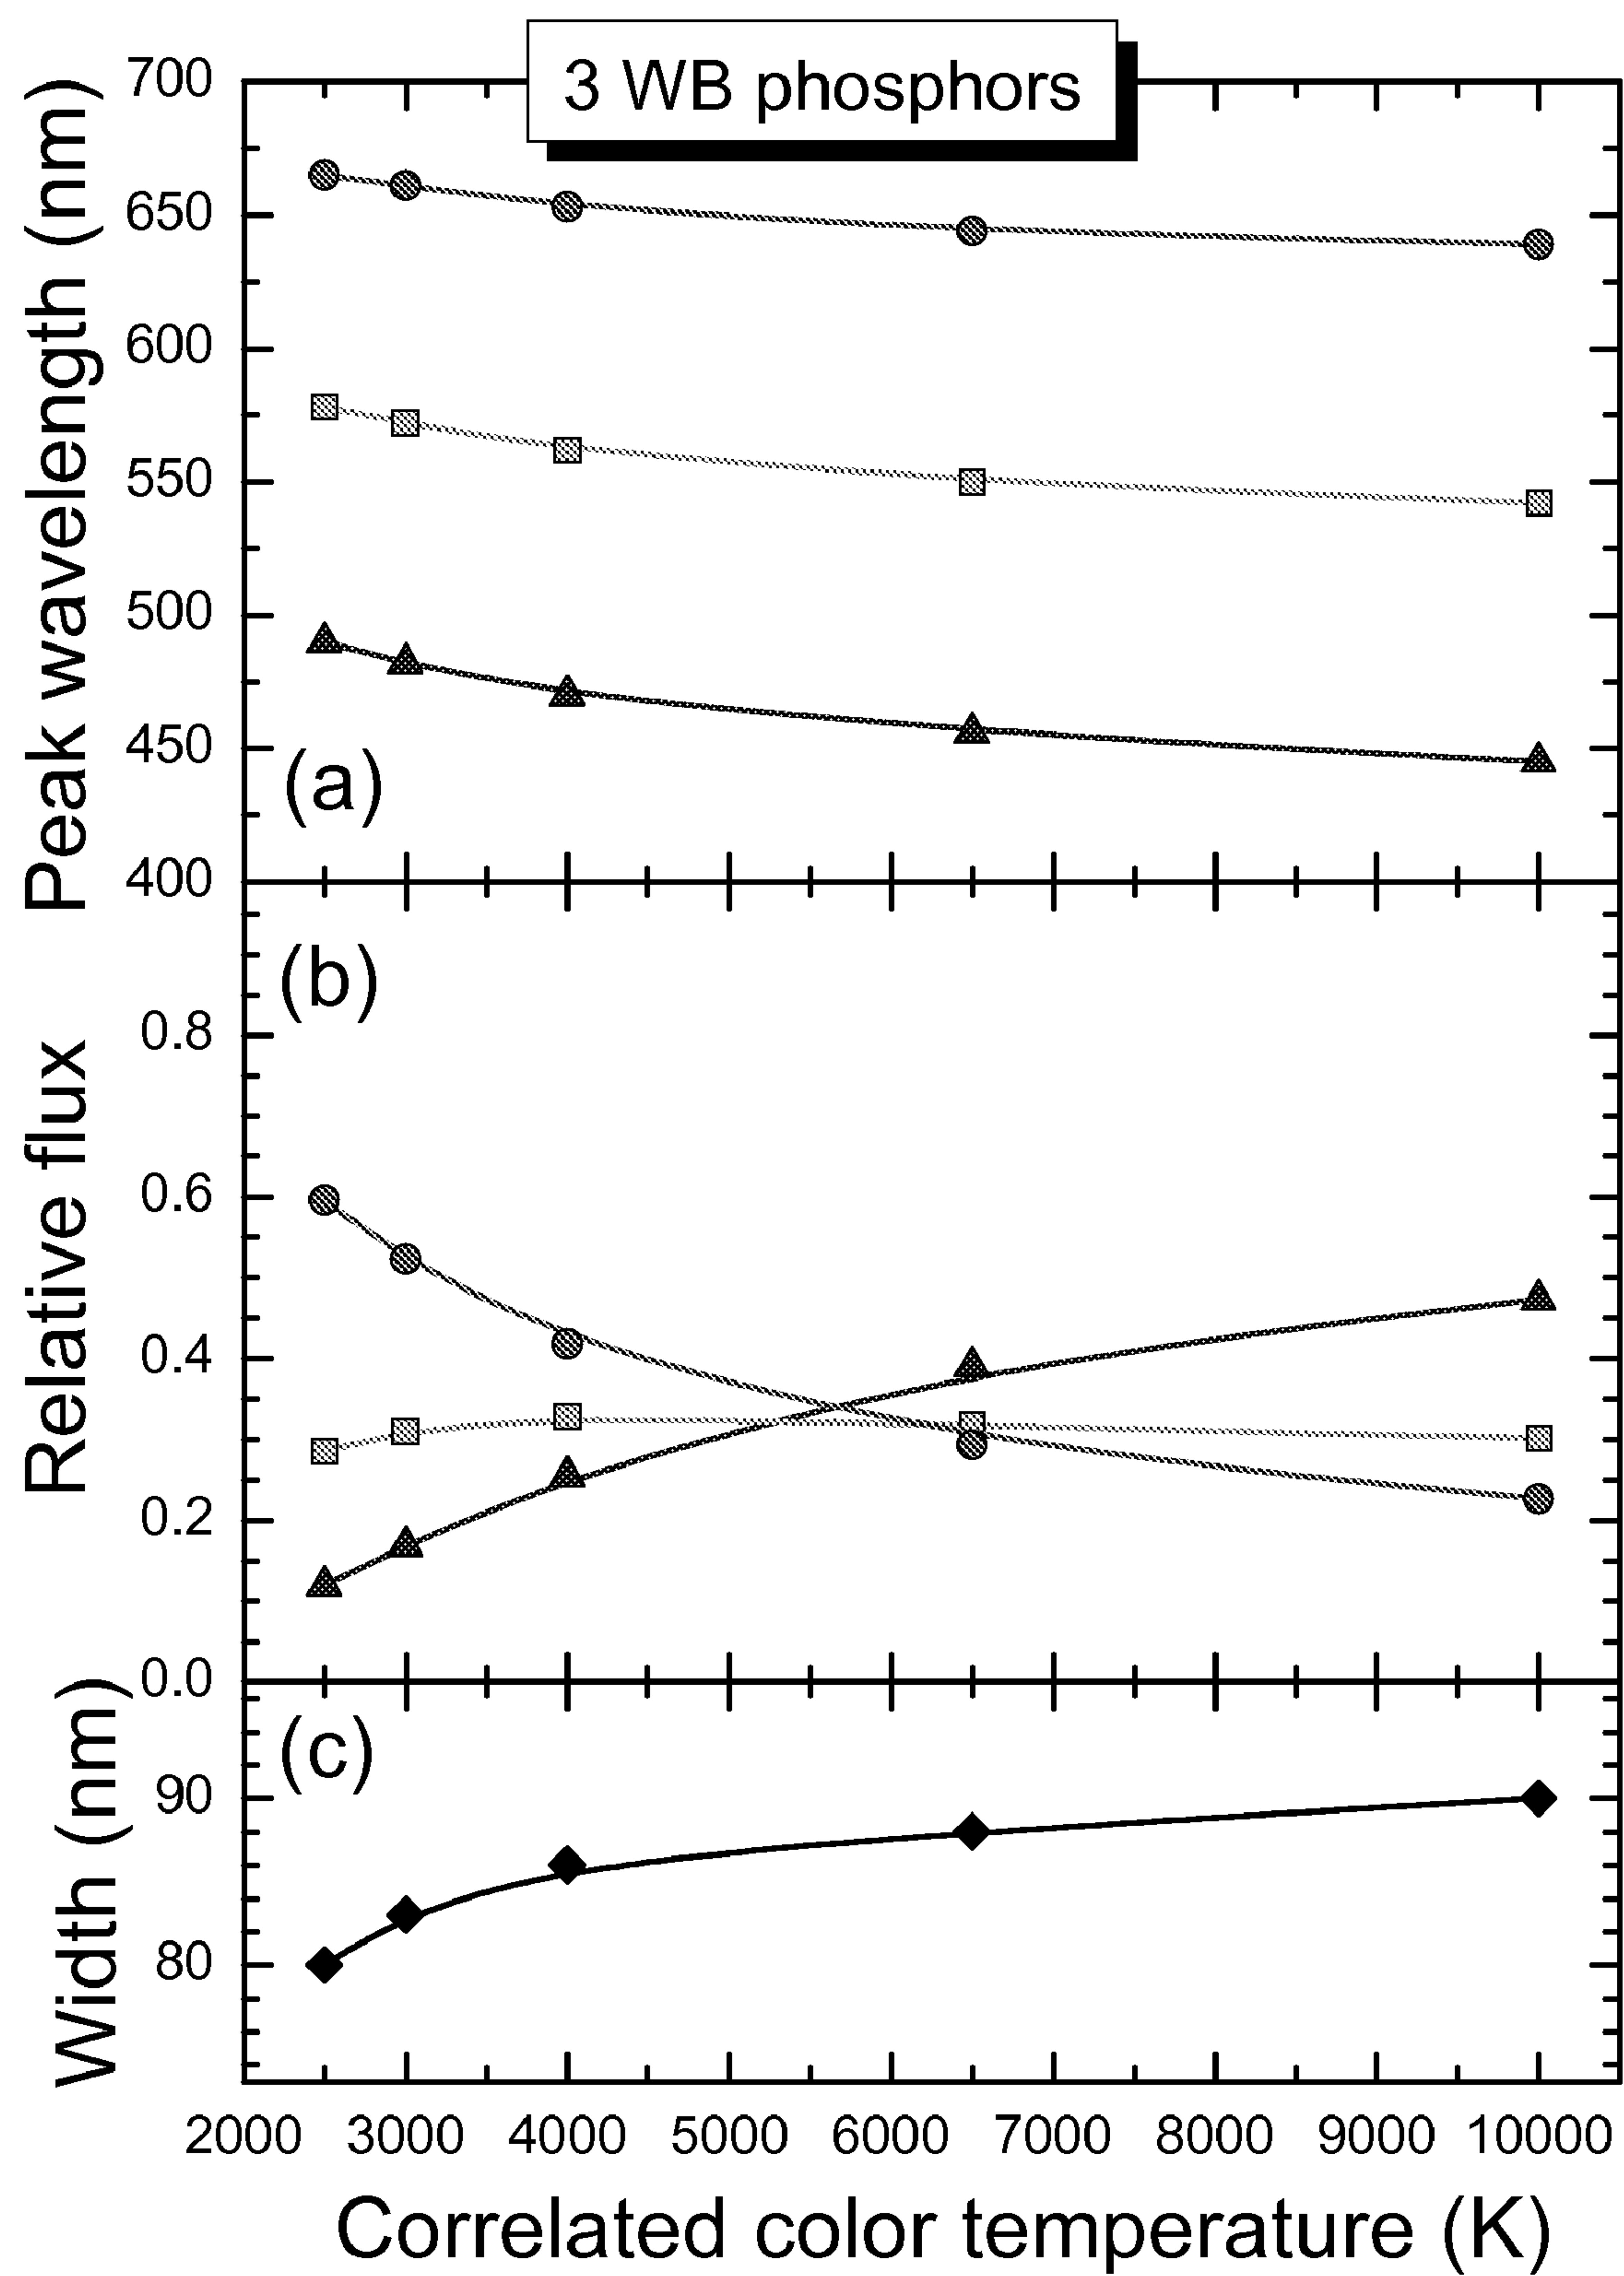 3 WB phosphors
Peak wavelength (nm)
700
650
600
550
500
450
400
(a)
Relative flux
(b)
0.8
0.6
0.4
0.2
0.0
Width (nm)
(c)
90
80
2000 3000 4000 5000 6000 7000 8000 9000 10000
Correlated color temperature (K)